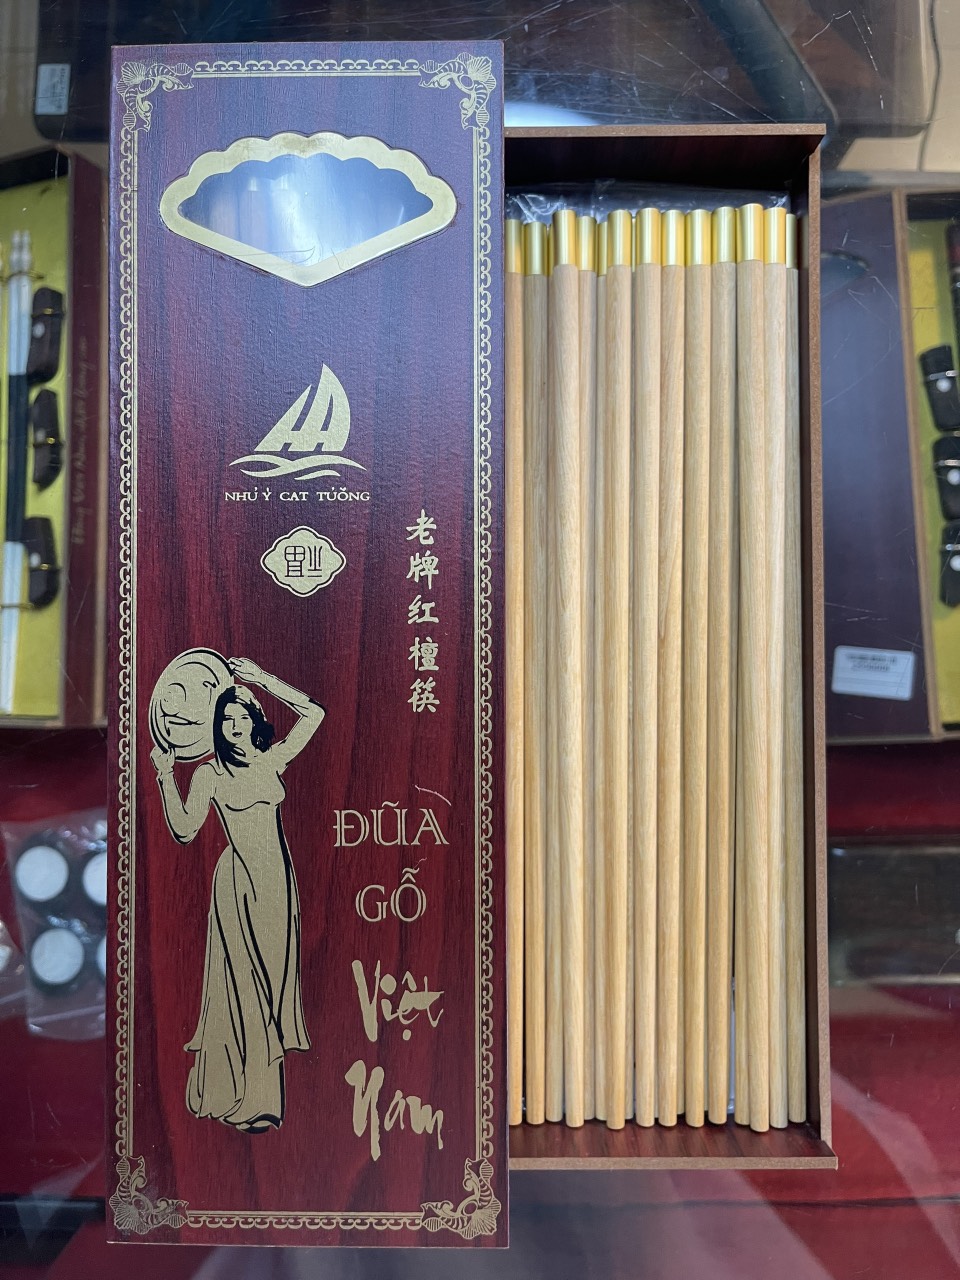 NHƯ Ý CAT TƯỜNG
老牌红檀筷
ĐŨA
GỖ
Việt
Nam